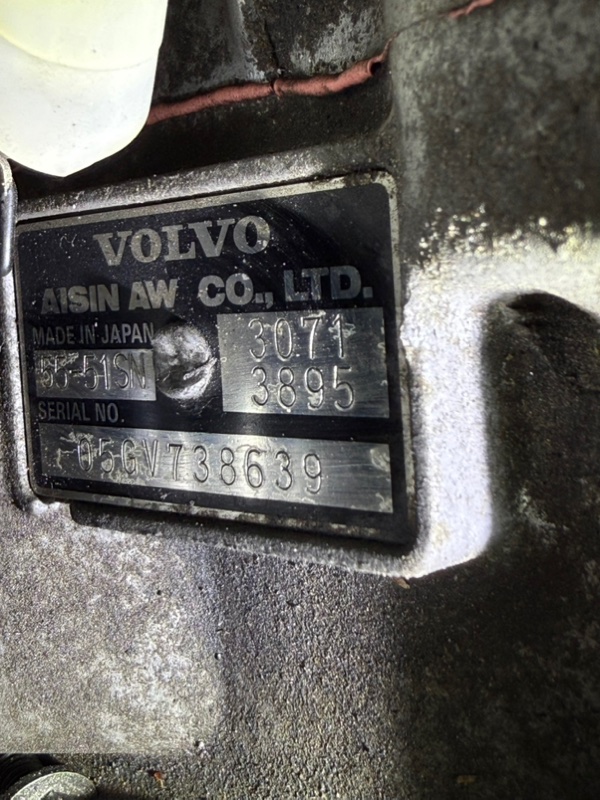 VOLVO
AISIN AW CO., LTD.
MADE IN JAPAN
55-51SN
3071
3895
SERIAL NO.
05GV738639